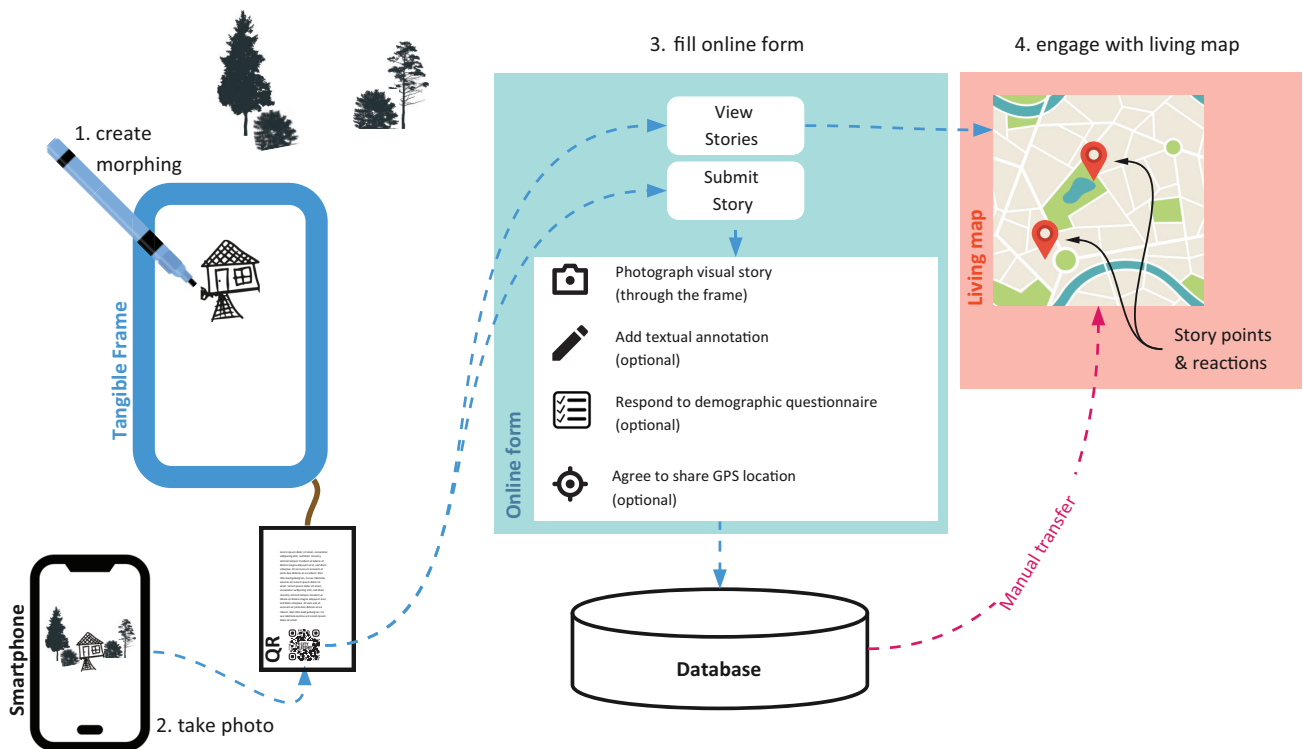 1. create
morphing
Tangible Frame
Smartphone
2. take photo
QR
3. fill online form
View
Stories
Submit
Story
Online form
Photograph visual story
(through the frame)
Add textual annotation
(optional)
Respond to demographic questionnaire
(optional)
Agree to share GPS location
(optional)
Database
Manual transfer
4. engage with living map
Living map
Story points
& reactions